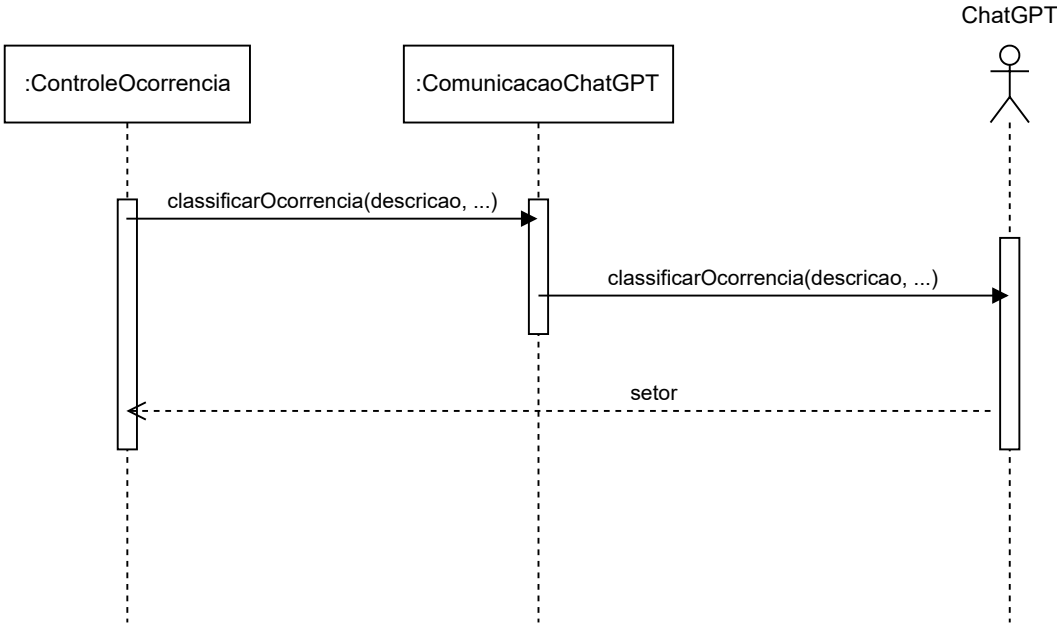 ChatGPT
:ControleOcorrencia
:ComunicacaoChatGPT
classificarOcorrencia(descricao, ...)
classificarOcorrencia(descricao, ...)
setor